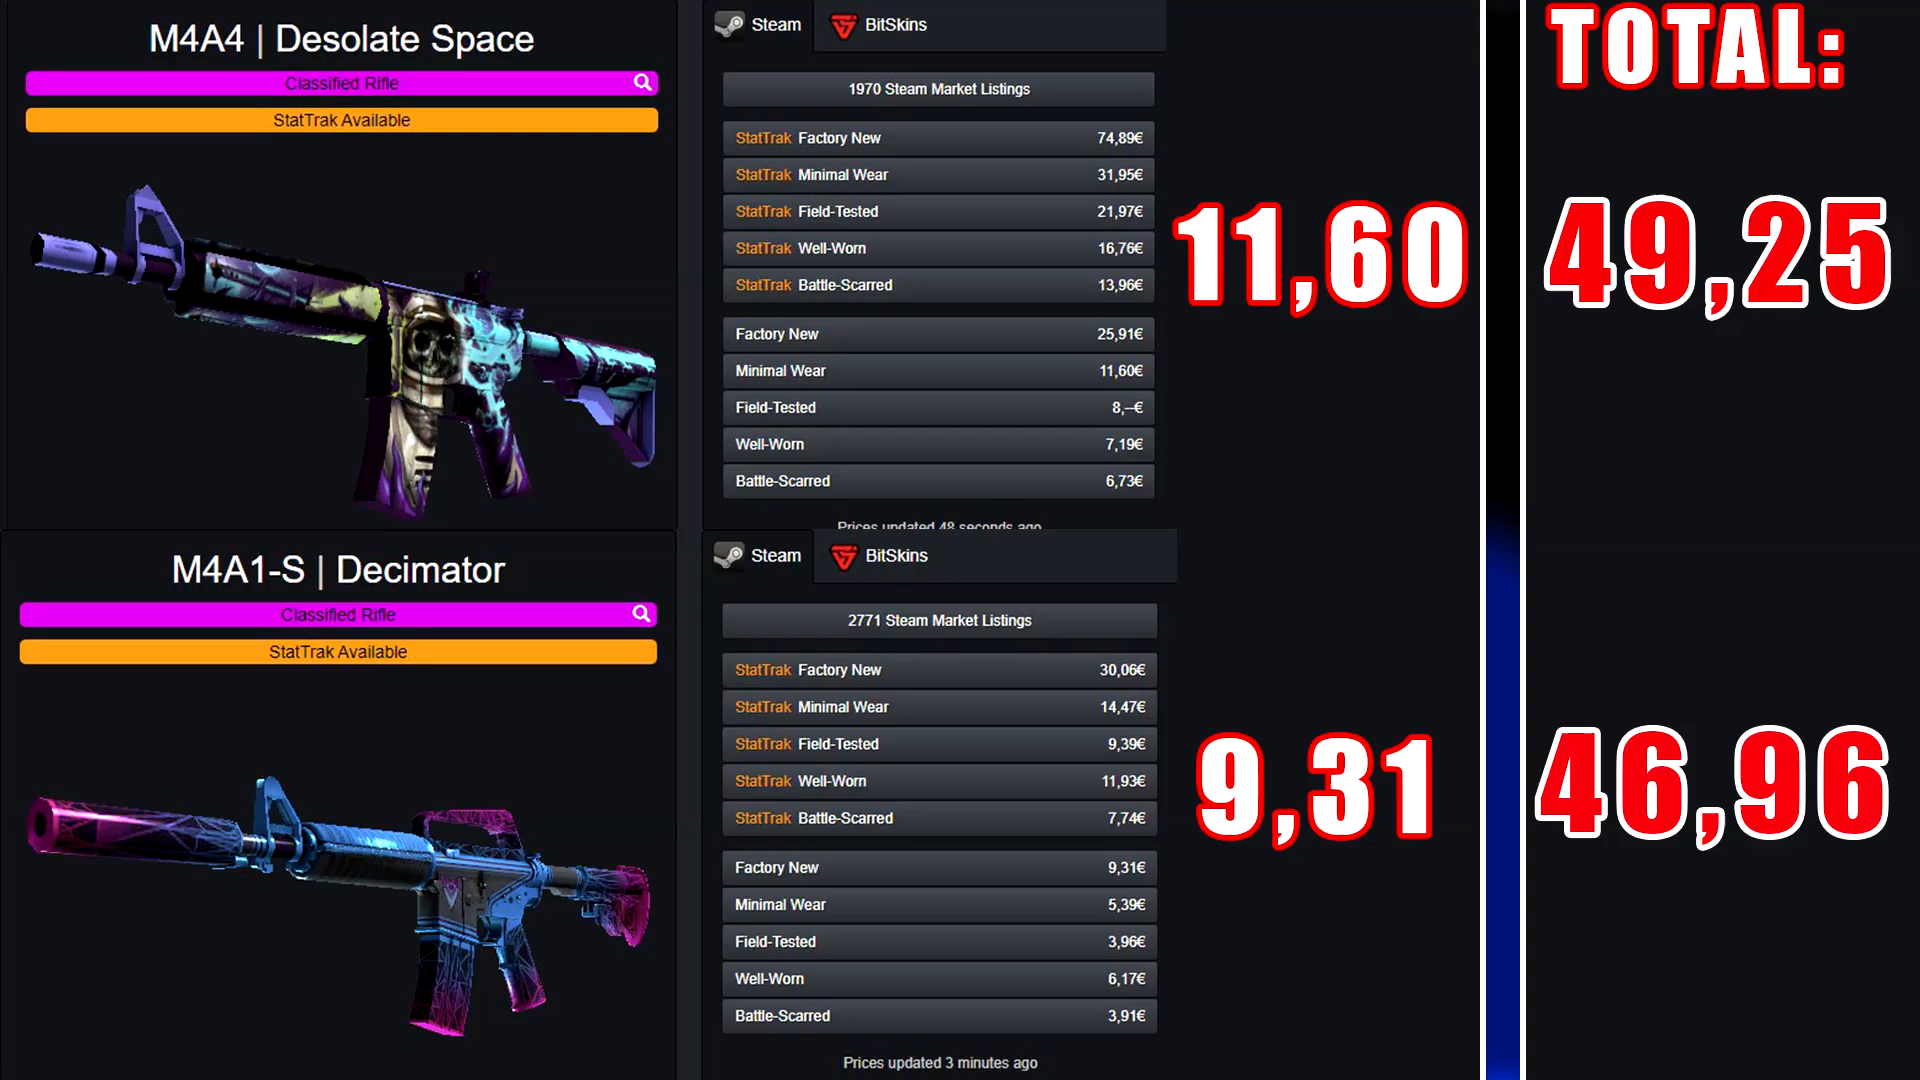 M4A4 | Desolate Space
Classified Rifle
StatTrak Available
Steam
BitSkins
1970 Steam Market Listings
StatTrak Factory New 74,89€
StatTrak Minimal Wear 31,95€
StatTrak Field-Tested 21,97€
StatTrak Well-Worn 16,76€
StatTrak Battle-Scarred 13,96€
Factory New 25,91€
Minimal Wear 11,60€
Field-Tested 8,--€
Well-Worn 7,19€
Battle-Scarred 6,73€
Prices updated 48 seconds ago
11,60
TOTAL:
49,25
M4A1-S | Decimator
Classified Rifle
StatTrak Available
Steam
BitSkins
2771 Steam Market Listings
StatTrak Factory New 30,06€
StatTrak Minimal Wear 14,47€
StatTrak Field-Tested 9,39€
StatTrak Well-Worn 11,93€
StatTrak Battle-Scarred 7,74€
Factory New 9,31€
Minimal Wear 5,39€
Field-Tested 3,96€
Well-Worn 6,17€
Battle-Scarred 3,91€
Prices updated 3 minutes ago
9,31
46,96